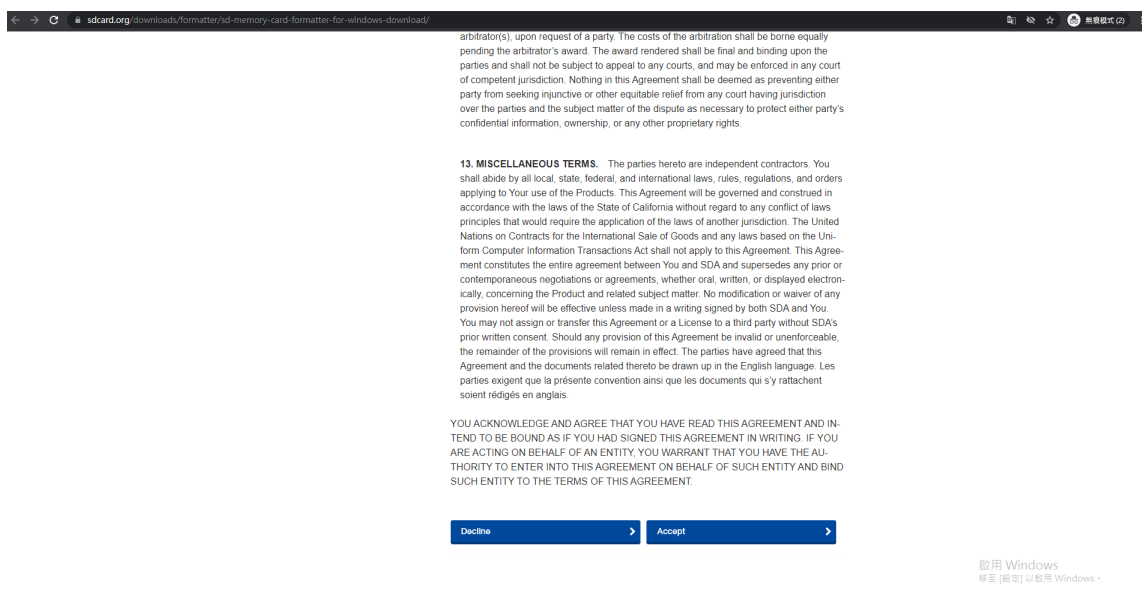 sdcard.org/downloads/formatter/sd-memory-card-formatter-for-windows-download/
無痕模式 (2)
arbitrator(s), upon request of a party. The costs of the arbitration shall be borne equally
pending the arbitrator's award. The award rendered shall be final and binding upon the
parties and shall not be subject to appeal to any courts, and may be enforced in any court
of competent jurisdiction. Nothing in this Agreement shall be deemed as preventing either
party from seeking injunctive or other equitable relief from any court having jurisdiction
over the parties and the subject matter of the dispute as necessary to protect either party's
confidential information, ownership, or any other proprietary rights.
13. MISCELLANEOUS TERMS. The parties hereto are independent contractors. You
shall abide by all local, state, federal, and international laws, rules, regulations, and orders
applying to Your use of the Products. This Agreement will be governed and construed in
accordance with the laws of the State of California without regard to any conflict of laws
principles that would require the application of the laws of another jurisdiction. The United
Nations on Contracts for the International Sale of Goods and any laws based on the Uni-
form Computer Information Transactions Act shall not apply to this Agreement. This Agree-
ment constitutes the entire agreement between You and SDA and supersedes any prior or
contemporaneous negotiations or agreements, whether oral, written, or displayed electron-
ically, concerning the Product and related subject matter. No modification or waiver of any
provision hereof will be effective unless made in a writing signed by both SDA and You.
You may not assign or transfer this Agreement or a License to a third party without SDA's
prior written consent. Should any provision of this Agreement be invalid or unenforceable,
the remainder of the provisions will remain in effect. The parties have agreed that this
Agreement and the documents related thereto be drawn up in the English language. Les
parties exigent que la présente convention ainsi que les documents qui s'y rattachent
soient rédigés en anglais.
YOU ACKNOWLEDGE AND AGREE THAT YOU HAVE READ THIS AGREEMENT AND IN-
TEND TO BE BOUND AS IF YOU HAD SIGNED THIS AGREEMENT IN WRITING. IF YOU
ARE ACTING ON BEHALF OF AN ENTITY, YOU WARRANT THAT YOU HAVE THE AU-
THORITY TO ENTER INTO THIS AGREEMENT ON BEHALF OF SUCH ENTITY AND BIND
SUCH ENTITY TO THE TERMS OF THIS AGREEMENT.
Decline
Accept
啟用 Windows
移至 [設定] 以啟用 Windows。